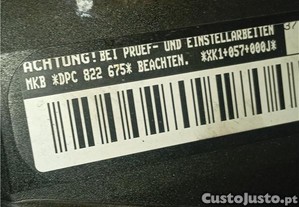 ACHTUNG! BEI PRUEF- UND EINSTELLARBEITEN
MKB *DPC 822 675* BEACHTEN. *XK1+057+000J*
CustoJusto.pt